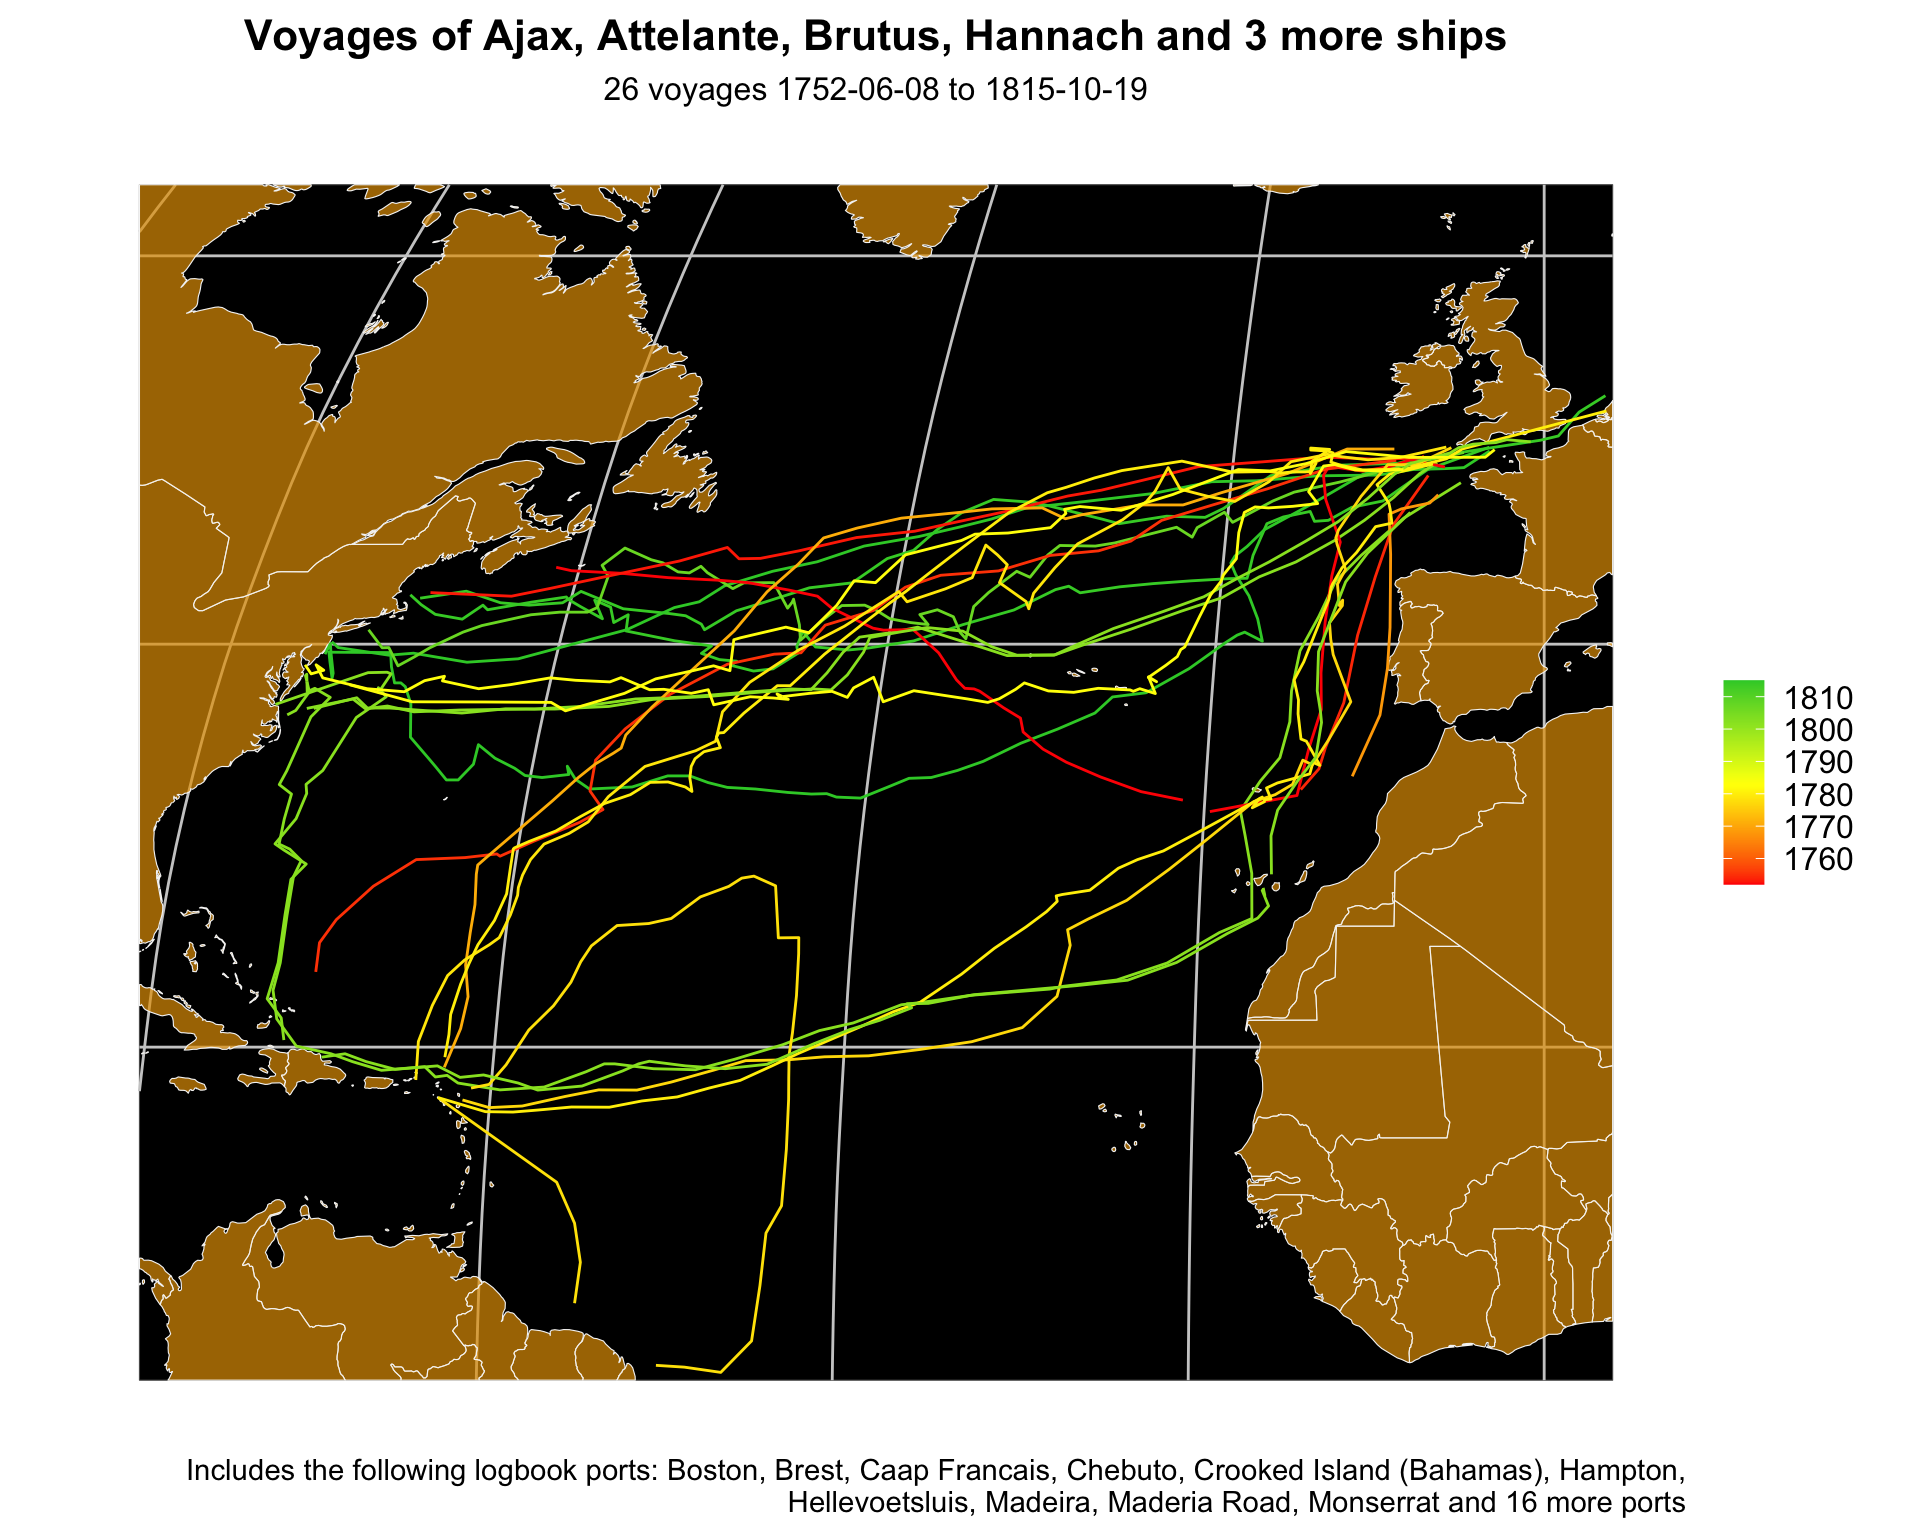 Voyages of Ajax, Attelante, Brutus, Hannach and 3 more ships
26 voyages 1752-06-08 to 1815-10-19
1810
1800
1790
1780
1770
1760
Includes the following logbook ports: Boston, Brest, Caap Francais, Chebuto, Crooked Island (Bahamas), Hampton,
Hellevoetsluis, Madeira, Maderia Road, Monserrat and 16 more ports